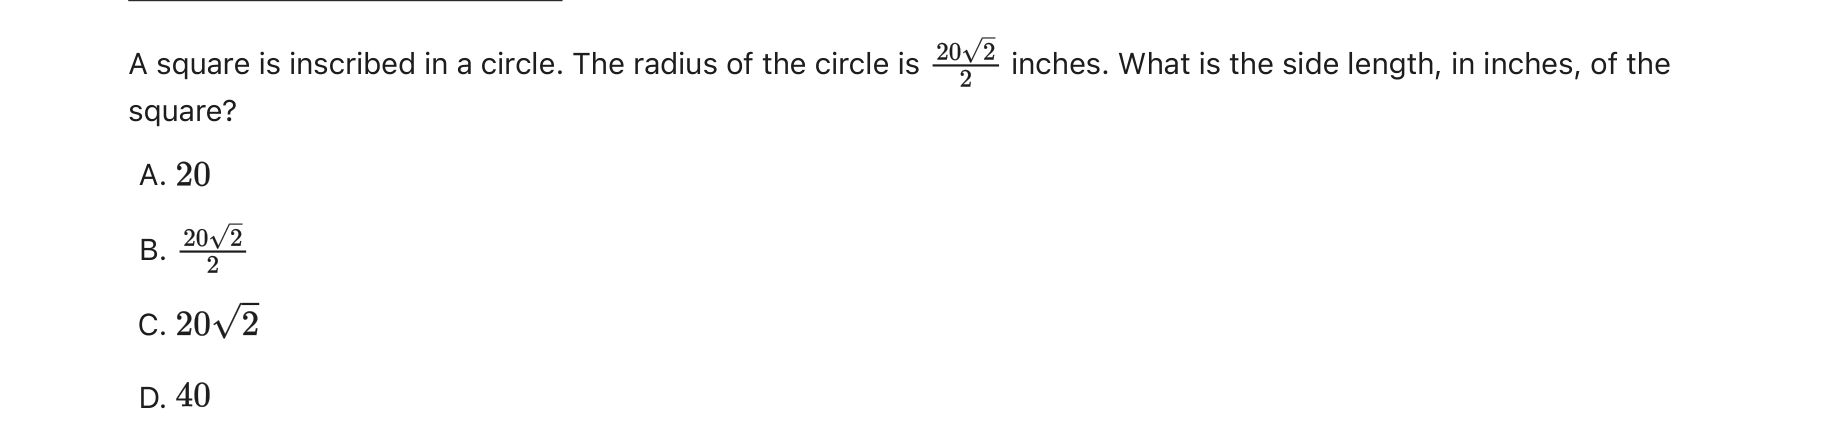 A square is inscribed in a circle. The radius of the circle is $\frac{20\sqrt{2}}{2}$ inches. What is the side length, in inches, of the
square?
A. 20
B. $\frac{20\sqrt{2}}{2}$
C. $20\sqrt{2}$
D. 40